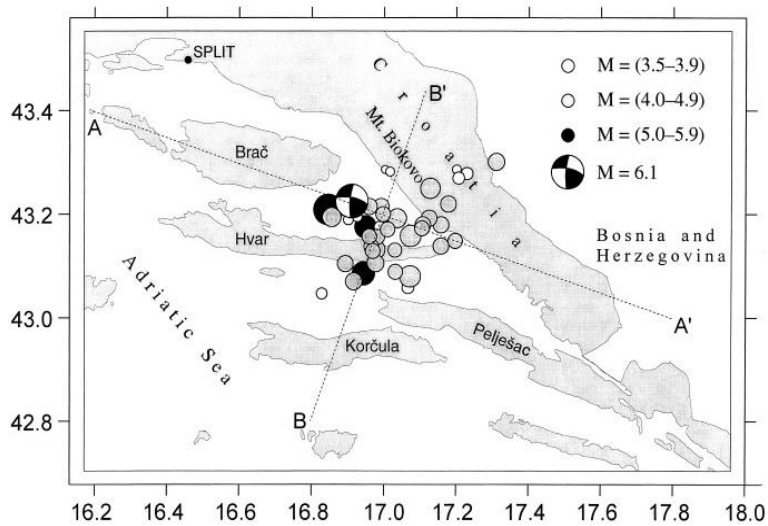 SPLIT
M = (3.5–3.9)
M = (4.0–4.9)
M = (5.0–5.9)
M = 6.1
43.4
43.2
43.0
42.8
A
B'
Croatia
Mt. Biokovo
Brač
Hvar
Bosnia and
Herzegovina
Adriatic Sea
A'
Pelješac
Korčula
B
16.2 16.4 16.6 16.8 17.0 17.2 17.4 17.6 17.8 18.0